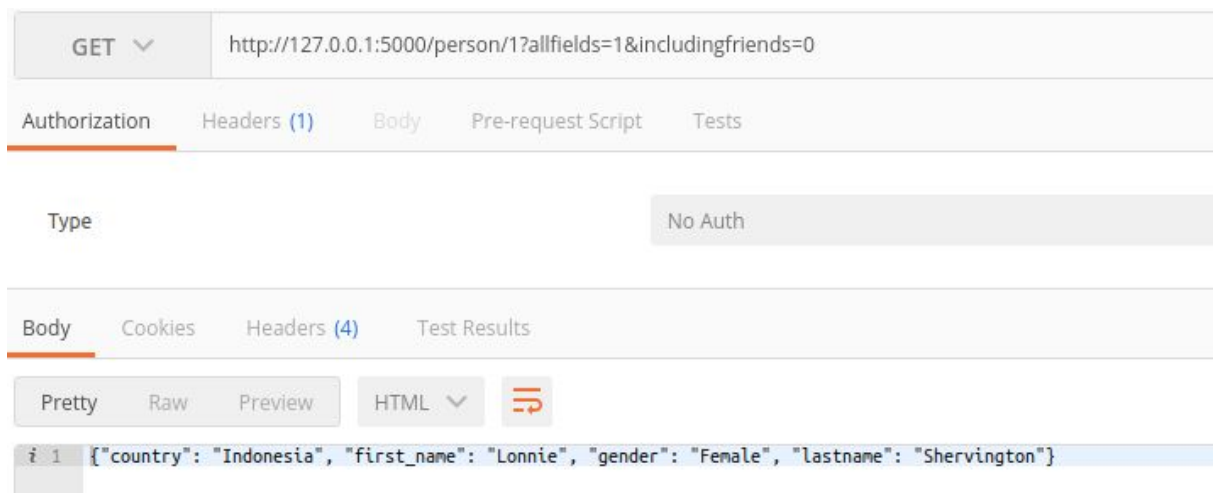 GET http://127.0.0.1:5000/person/1?allfields=1&includingfriends=0
Authorization Headers (1) Body Pre-request Script Tests
Type No Auth
Body Cookies Headers (4) Test Results
Pretty Raw Preview HTML
i 1 {"country": "Indonesia", "first_name": "Lonnie", "gender": "Female", "lastname": "Shervington"}